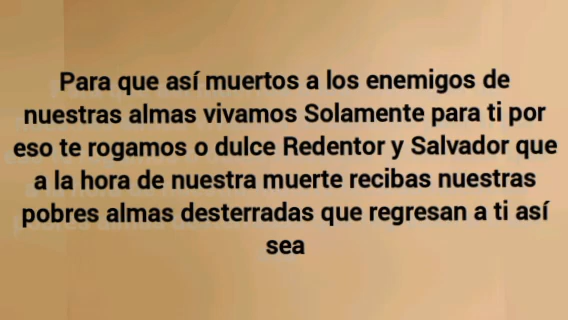 Para que así muertos a los enemigos de
nuestras almas vivamos Solamente para ti por
eso te rogamos o dulce Redentor y Salvador que
a la hora de nuestra muerte recibas nuestras
pobres almas desterradas que regresan a ti así
sea